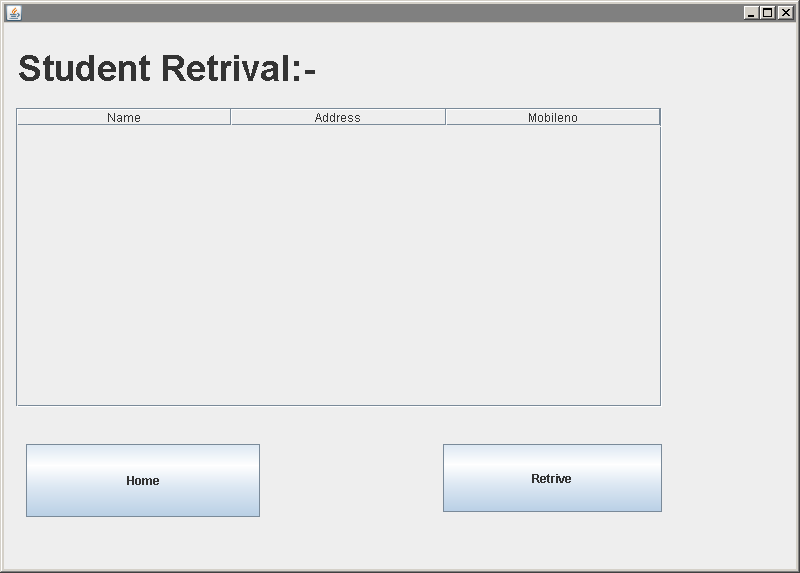 Student Retrival:-
Name Address Mobileno
Home Retrive